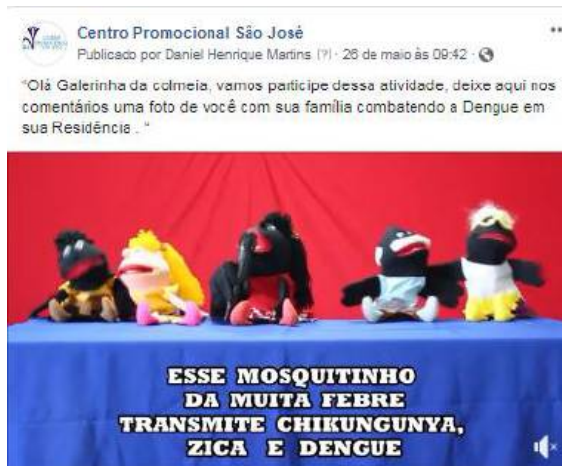 Centro Promocional São José
Publicado por Daniel Henrique Martins [?] · 26 de maio às 09:42 ·
"Olá Galerinha da colmeia, vamos participe dessa atividade, deixe aqui nos
comentários uma foto de você com sua família combatendo a Dengue em
sua Residência . "
ESSE MOSQUITINHO
DA MUITA FEBRE
TRANSMITE CHIKUNGUNYA,
ZICA E DENGUE